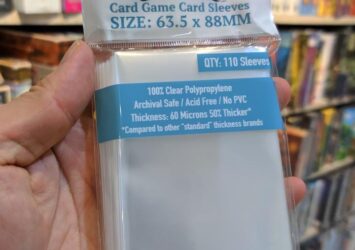 Card Game Card Sleeves
SIZE: 63.5 x 88MM
QTY: 110 Sleeves
100% Clear Polypropylene
Archival Safe / Acid Free / No PVC
Thickness: 60 Microns 50% Thicker*
*Compared to other "standard" thickness brands